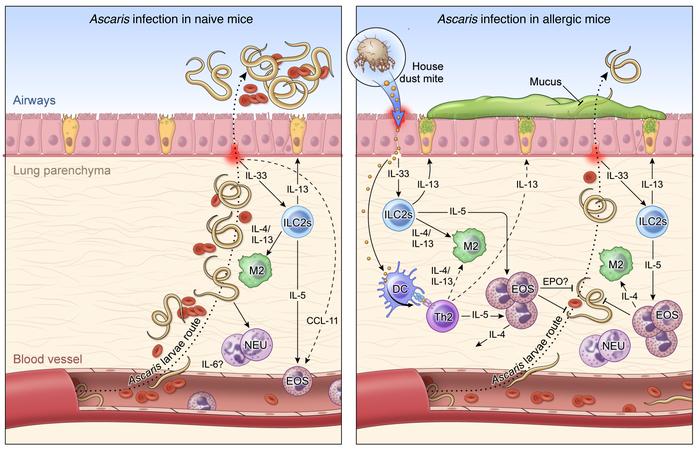 Ascaris infection in naive mice
Airways
Lung parenchyma
IL-33
IL-13
ILC2s
IL-4/
IL-13
M2
IL-5
CCL-11
NEU
IL-6?
Ascaris larvae route
Blood vessel
EOS
Ascaris infection in allergic mice
House
dust mite
Mucus
IL-33
IL-13
IL-13
IL-33
IL-13
ILC2s
IL-5
IL-4/
IL-13
M2
ILC2s
DC
IL-4/
IL-13
Th2
IL-5
IL-4
EOS
EPO?
M2
IL-5
IL-4
EOS
NEU
Ascaris larvae route